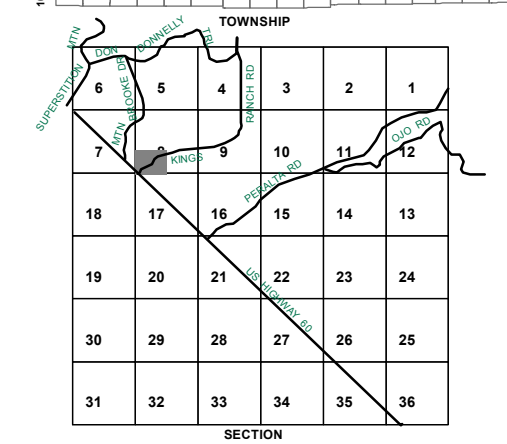 TOWNSHIP
MTN
DON
DONNELLY
TRL
SUPERSTITION
MTN
BROOKE DR
RANCH RD
6 5 4 3 2 1
7 8 9 10 11 12
KINGS
OJO RD
PERALTA RD
18 17 16 15 14 13
19 20 21 22 23 24
US HIGHWAY 60
30 29 28 27 26 25
31 32 33 34 35 36
SECTION